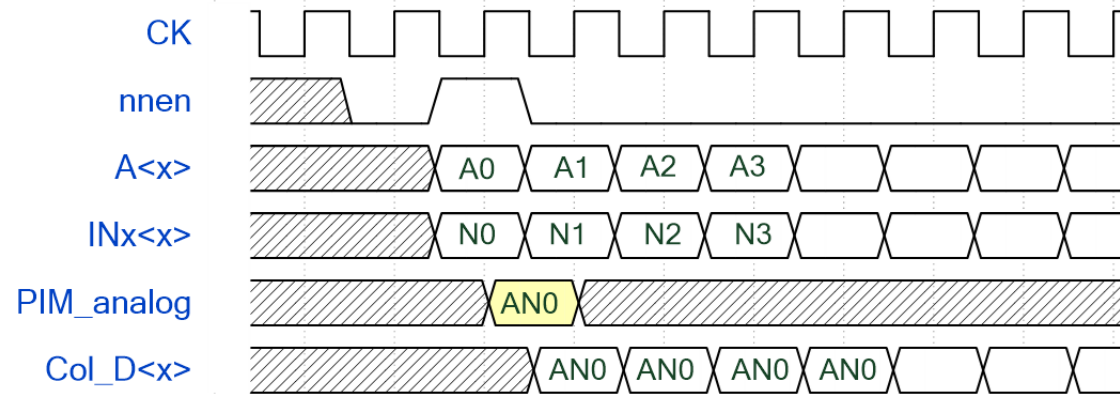 CK
nnen
A<x> A0 A1 A2 A3
INx<x> N0 N1 N2 N3
PIM_analog AN0
Col_D<x> AN0 AN0 AN0 AN0